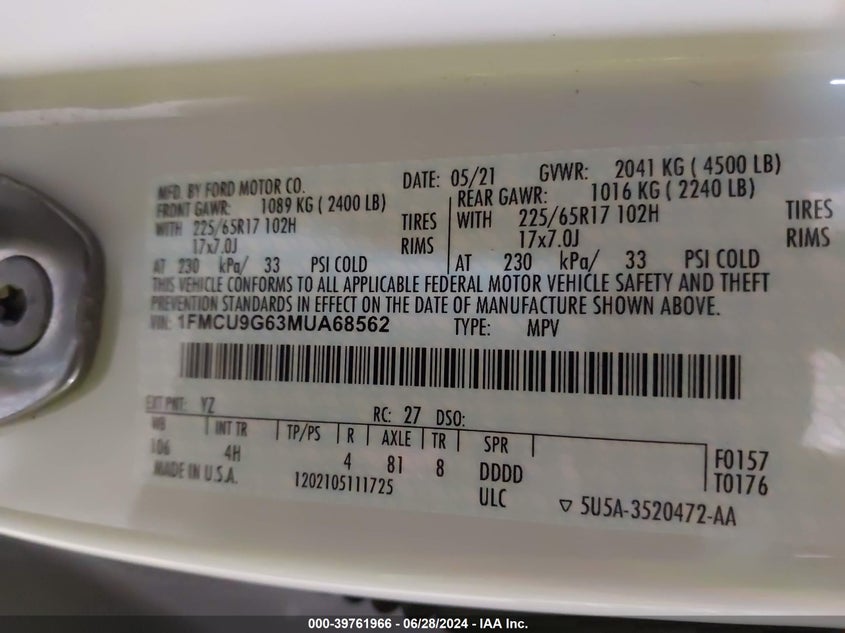 MFD. BY FORD MOTOR CO. DATE: 05/21 GVWR: 2041 KG ( 4500 LB)
FRONT GAWR: 1089 KG ( 2400 LB) REAR GAWR: 1016 KG ( 2240 LB)
WITH 225/65R17 102H TIRES WITH 225/65R17 102H TIRES
17x7.0J RIMS 17x7.0J RIMS
AT 230 kPa/ 33 PSI COLD AT 230 kPa/ 33 PSI COLD
THIS VEHICLE CONFORMS TO ALL APPLICABLE FEDERAL MOTOR VEHICLE SAFETY AND THEFT
PREVENTION STANDARDS IN EFFECT ON THE DATE OF MANUFACTURE SHOWN ABOVE.
VIN: 1FMCU9G63MUA68562 TYPE: MPV
EXT PNT: YZ RC: 27 DSO:
WB INT TR TP/PS R AXLE TR SPR
106 4H 4 81 8 DDDD F0157
MADE IN U.S.A. 1202105111725 ULC T0176
▽ 5U5A-3520472-AA
000-39761966 - 06/28/2024 - IAA Inc.